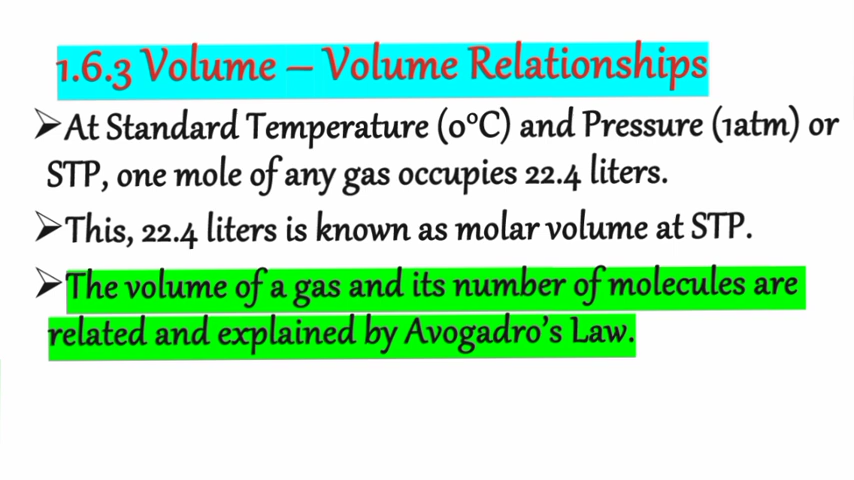 1.6.3 Volume – Volume Relationships
➢At Standard Temperature (0°C) and Pressure (1atm) or
STP, one mole of any gas occupies 22.4 liters.
➢This, 22.4 liters is known as molar volume at STP.
➢The volume of a gas and its number of molecules are
related and explained by Avogadro's Law.